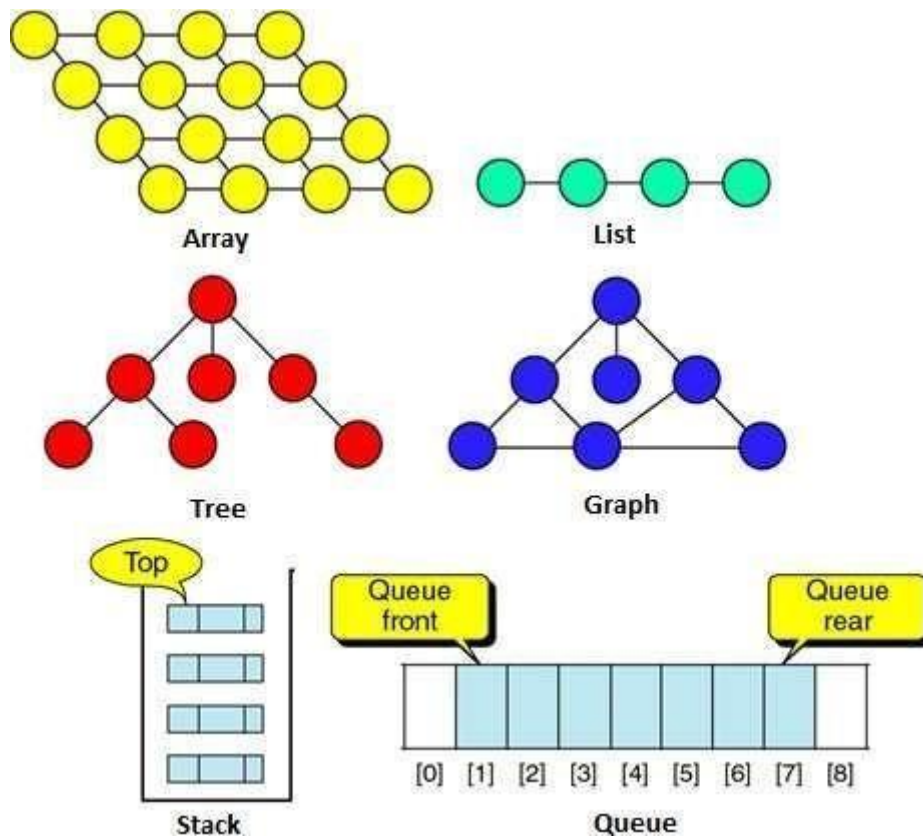 Array
List
Tree
Graph
Top
Queue
front
Queue
rear
[0] [1] [2] [3] [4] [5] [6] [7] [8]
Stack
Queue